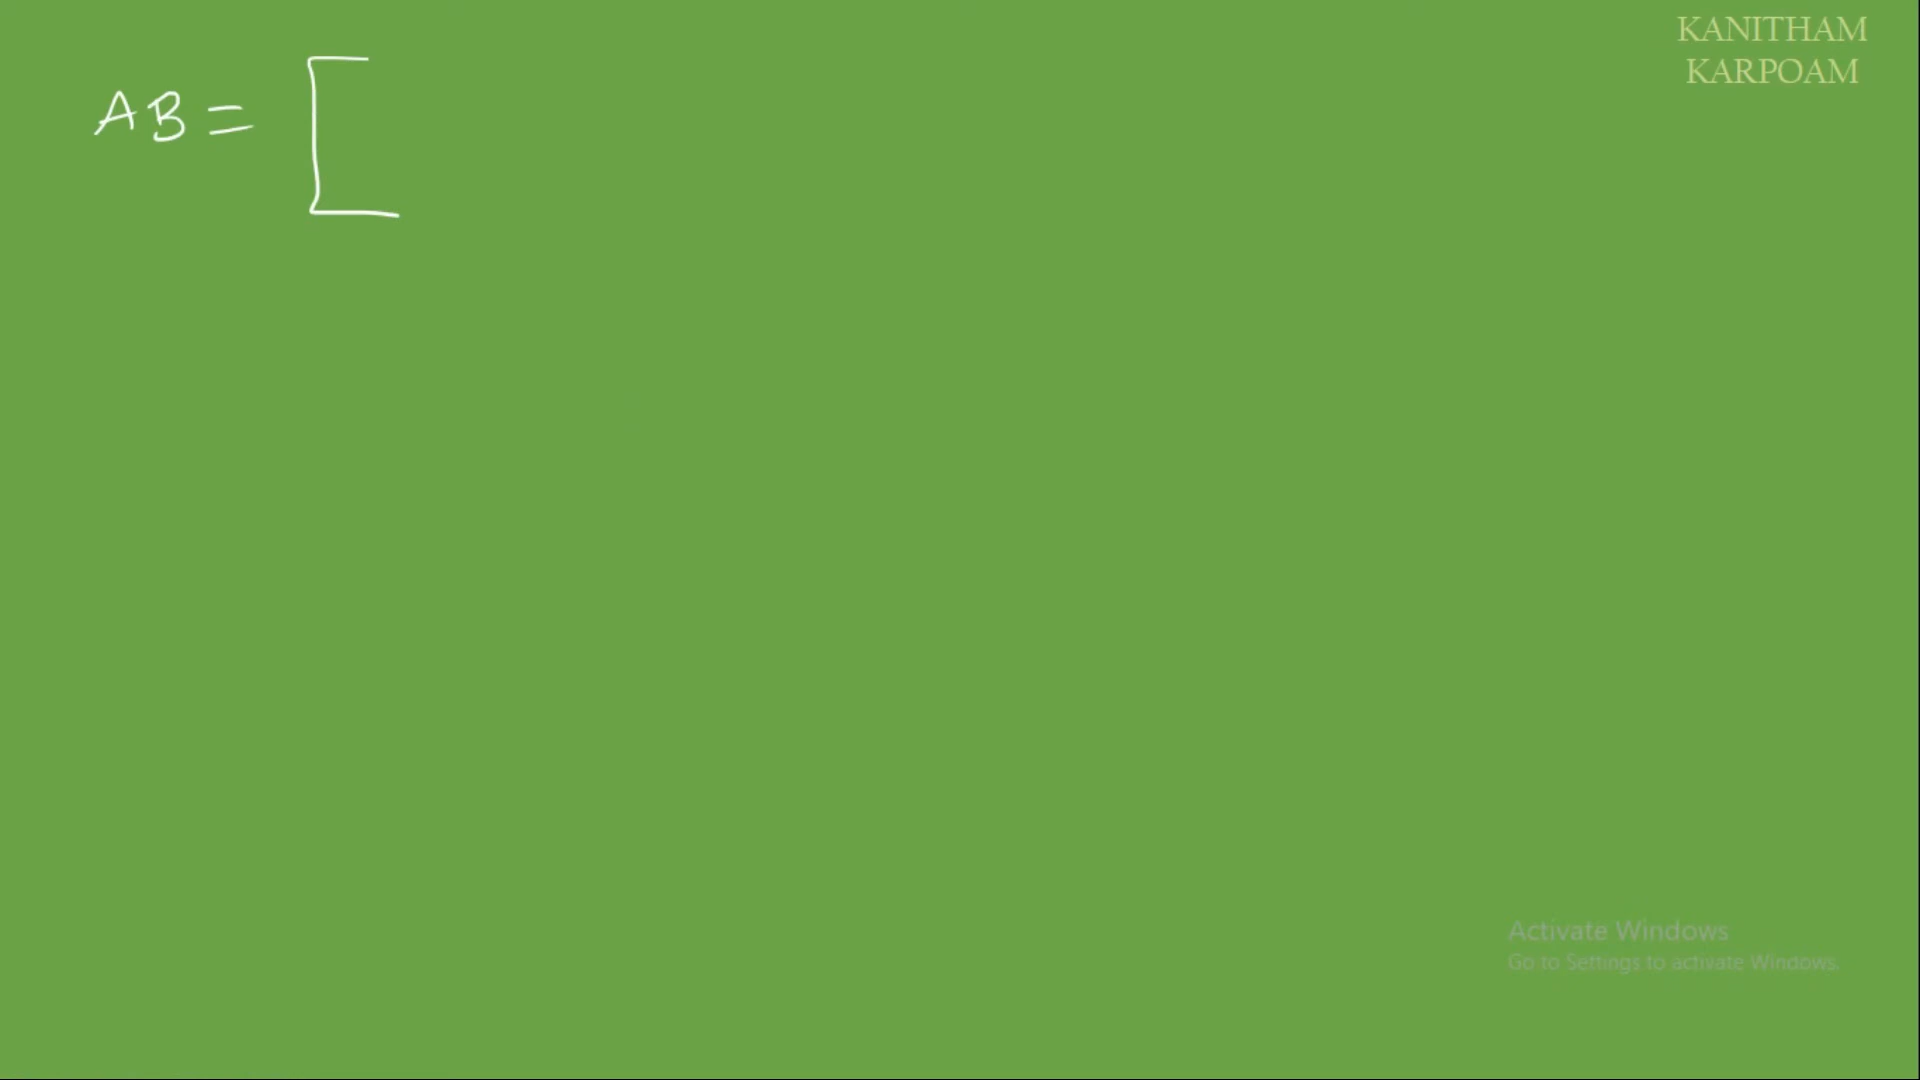 AB = [
KANITHAM
KARPOAM
Activate Windows
Go to Settings to activate Windows.